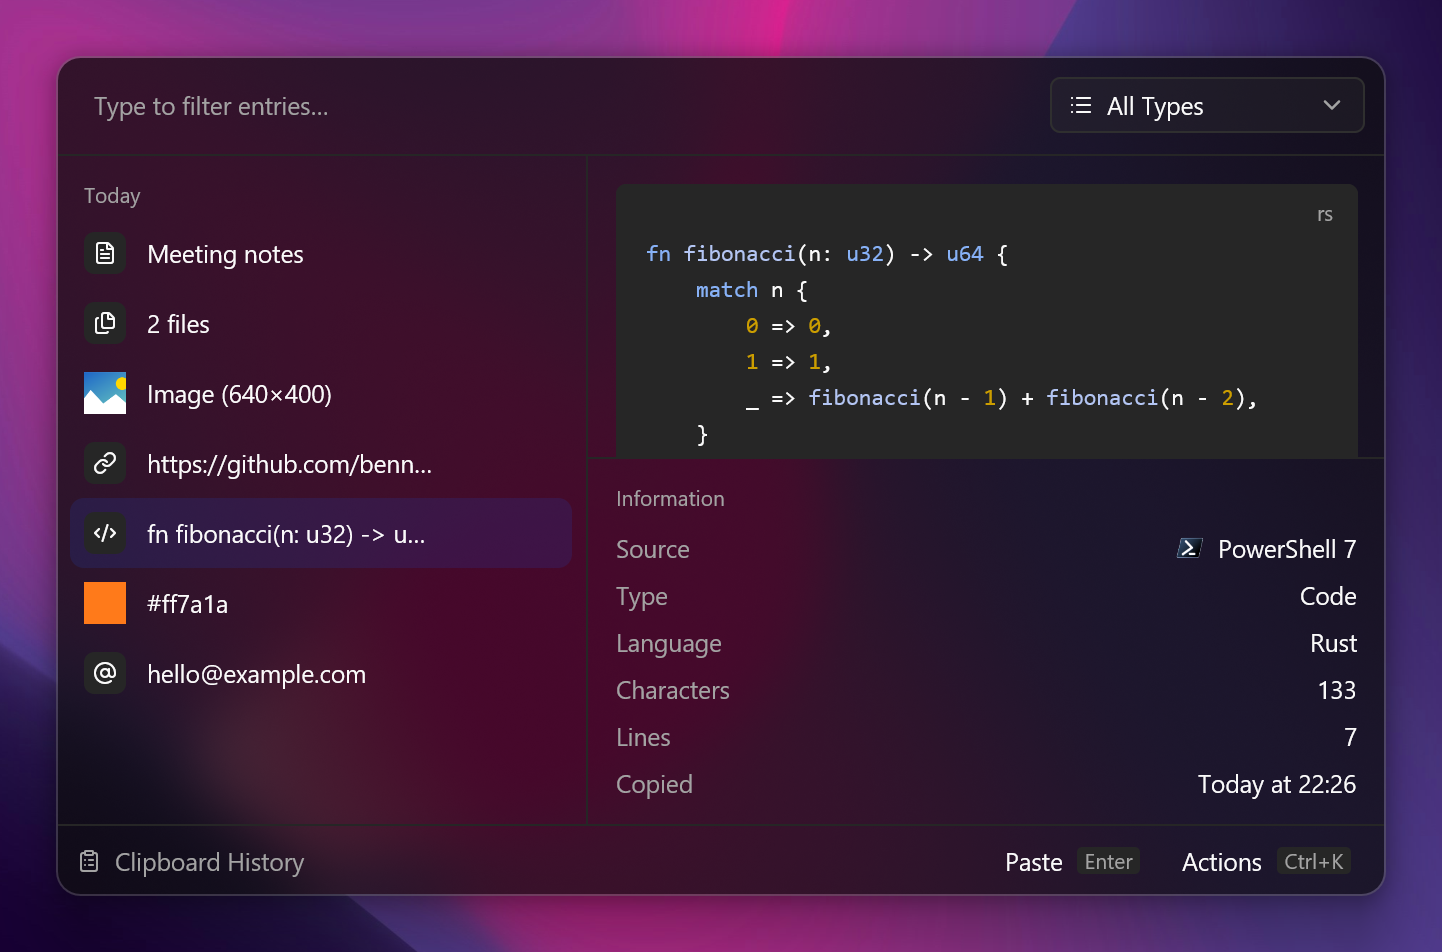 Type to filter entries...
All Types
Today
Meeting notes
2 files
Image (640×400)
https://github.com/benn...
fn fibonacci(n: u32) -> u...
#ff7a1a
hello@example.com
rs
fn fibonacci(n: u32) -> u64 {
    match n {
        0 => 0,
        1 => 1,
        _ => fibonacci(n - 1) + fibonacci(n - 2),
    }
Information
Source PowerShell 7
Type Code
Language Rust
Characters 133
Lines 7
Copied Today at 22:26
Clipboard History
Paste Enter Actions Ctrl+K